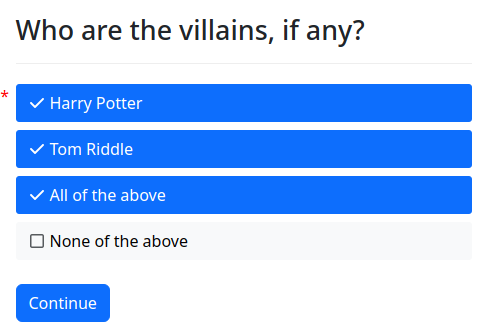 Who are the villains, if any?
*
Harry Potter
Tom Riddle
All of the above
None of the above
Continue